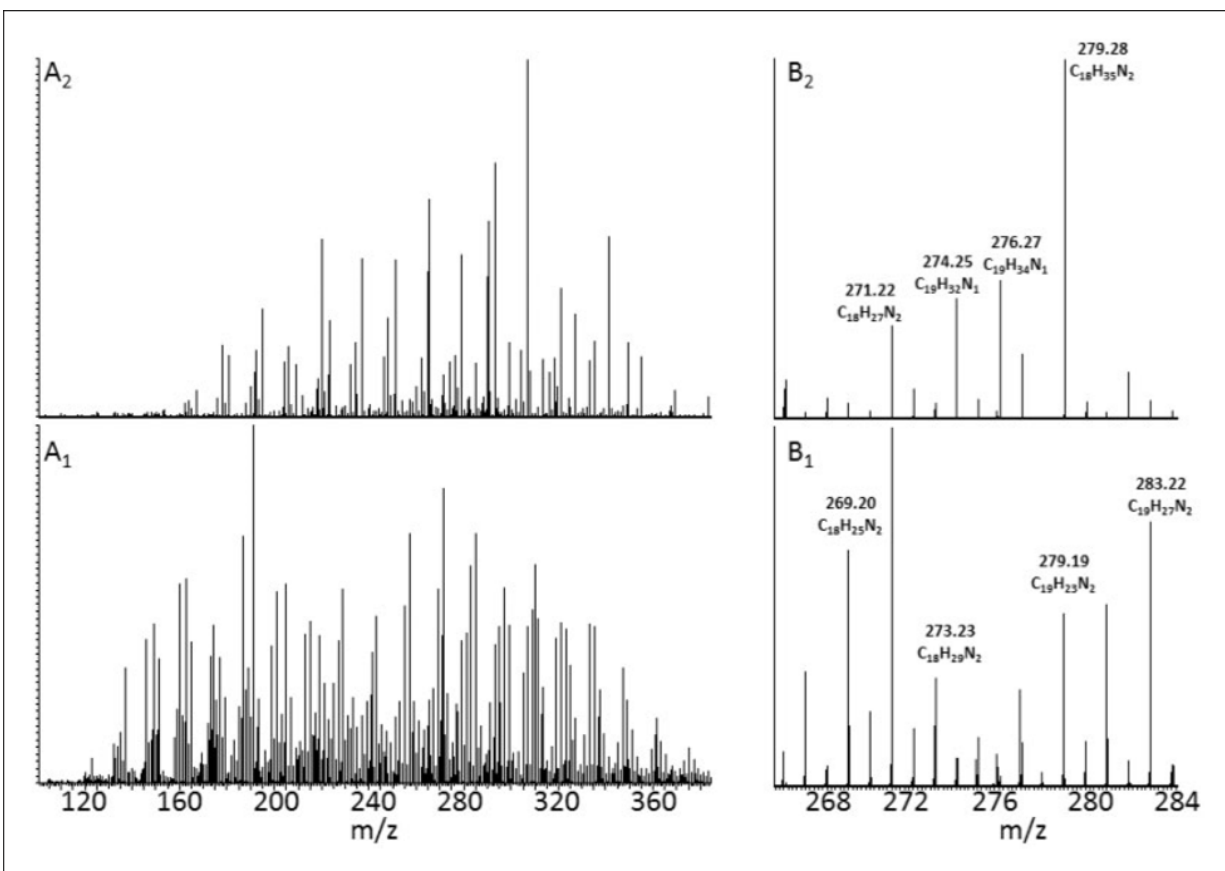 A₂
A₁
120 160 200 240 280 320 360
m/z
B₂
279.28
C₁₈H₃₅N₂
276.27
C₁₉H₃₄N₁
274.25
C₁₉H₃₂N₁
271.22
C₁₈H₂₇N₂
B₁
283.22
C₁₉H₂₇N₂
269.20
C₁₈H₂₅N₂
279.19
C₁₉H₂₃N₂
273.23
C₁₈H₂₉N₂
268 272 276 280 284
m/z